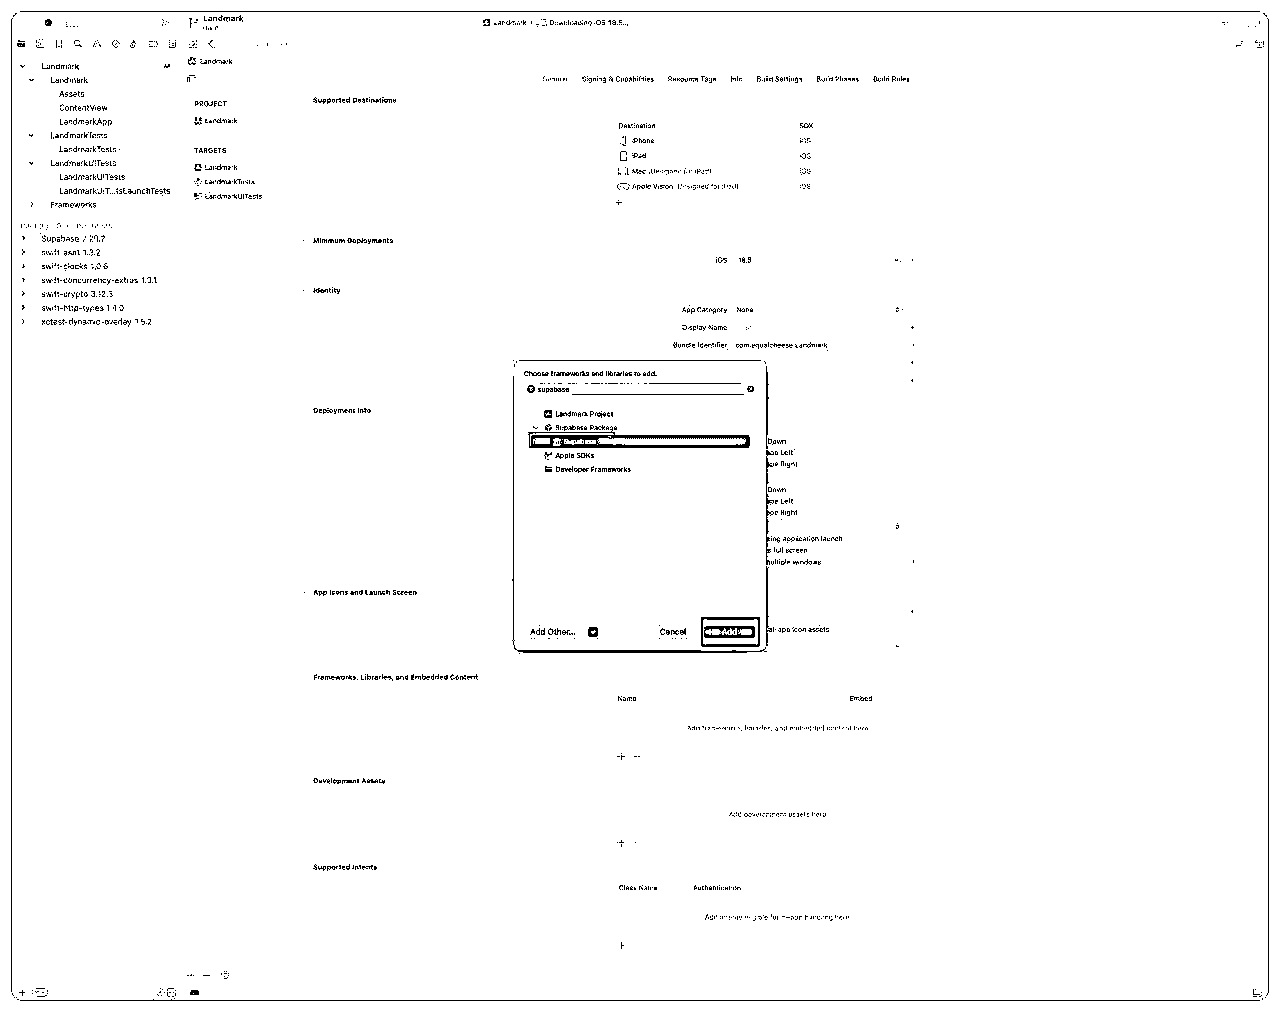 Landmark
Landmark
Downloading iOS 18.5...
Landmark
Landmark
Assets
ContentView
LandmarkApp
LandmarkTests
LandmarkTests
LandmarkUITests
LandmarkUITests
LandmarkUIT...tsLaunchTests
Frameworks
Supabase
swift-asn1 1.3.2
swift-clocks 1.0.6
swift-concurrency-extras 1.3.1
swift-crypto 3.12.3
swift-http-types 1.4.0
xctest-dynamic-overlay 1.5.2
Landmark
PROJECT
Landmark
TARGETS
Landmark
LandmarkTests
LandmarkUITests
General
Signing & Capabilities
Resource Tags
Info
Build Settings
Build Phases
Build Rules
Supported Destinations
Destination
SDK
iPhone
iOS
iPad
iOS
Mac (Designed for iPad)
iOS
Apple Vision (Designed for iPad)
iOS
Minimum Deployments
iOS 18.5
Identity
App Category None
Display Name
Bundle Identifier com.equalcheese.Landmark
Choose frameworks and libraries to add.
supabase
Landmark Project
Supabase Package
Supabase
Apple SDKs
Developer Frameworks
Add Other...
Cancel
Add
Deployment Info
Down
ape Left
ape Right
Down
ape Left
ape Right
ing application launch
s full screen
multiple windows
App Icons and Launch Screen
all app icon assets
Frameworks, Libraries, and Embedded Content
Name
Embed
Add frameworks, libraries, and embedded content here
Development Assets
Add development assets here
Supported Intents
Class Name
Authentication
Add intents eligible for in-app handling here